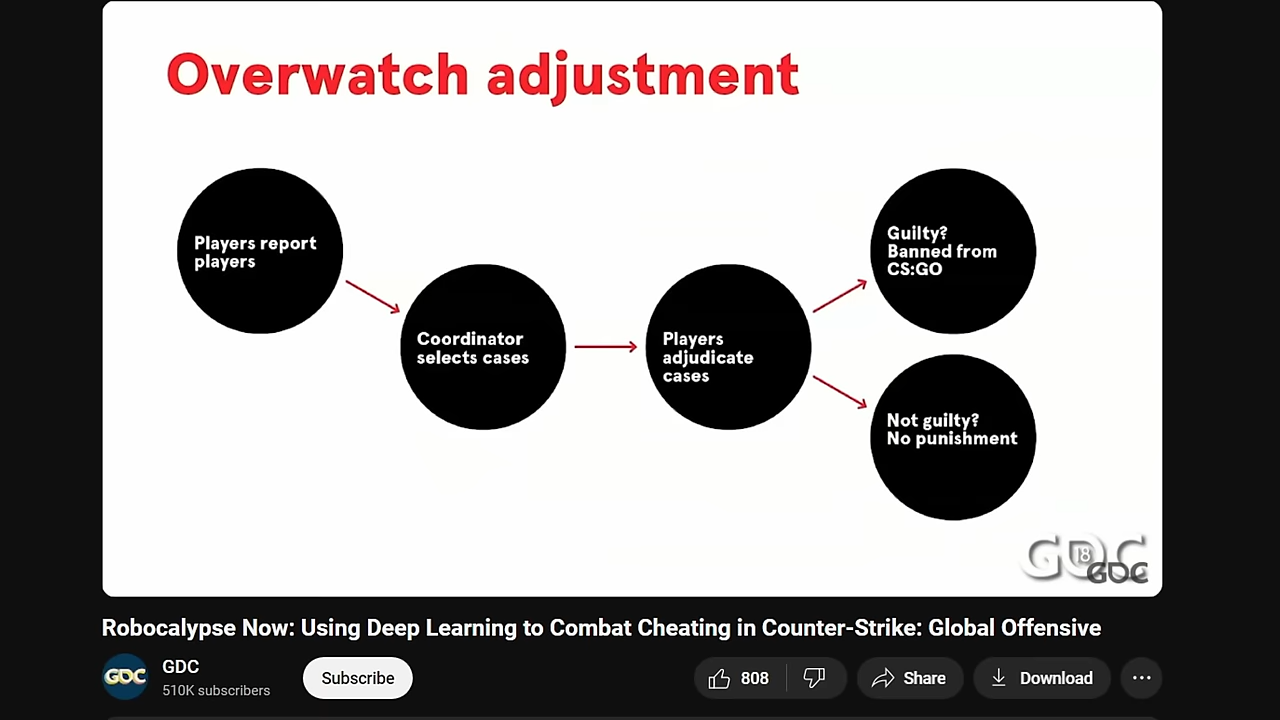 Overwatch adjustment
Players report
players
Coordinator
selects cases
Players
adjudicate
cases
Guilty?
Banned from
CS:GO
Not guilty?
No punishment
GDC
18
GDC
Robocalypse Now: Using Deep Learning to Combat Cheating in Counter-Strike: Global Offensive
GDC
GDC
510K subscribers
Subscribe
808
Share
Download